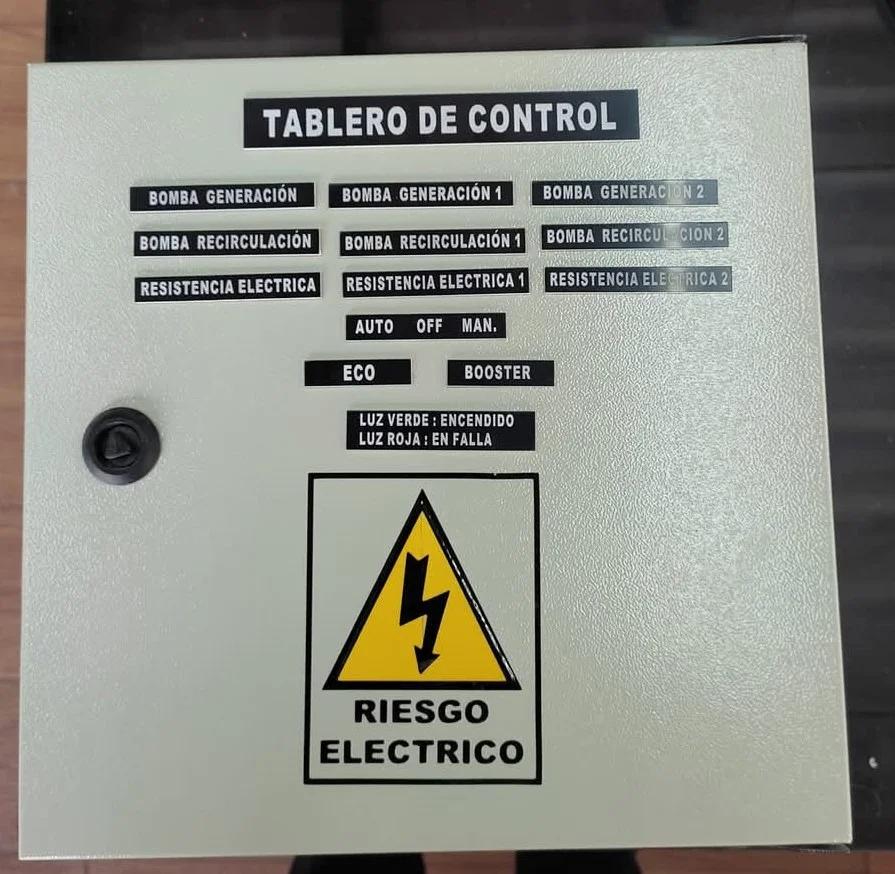 TABLERO DE CONTROL
BOMBA GENERACIÓN BOMBA GENERACIÓN 1 BOMBA GENERACIÓN 2
BOMBA RECIRCULACIÓN BOMBA RECIRCULACIÓN 1 BOMBA RECIRCULACION 2
RESISTENCIA ELECTRICA RESISTENCIA ELECTRICA 1 RESISTENCIA ELECTRICA 2
AUTO OFF MAN.
ECO BOOSTER
LUZ VERDE : ENCENDIDO
LUZ ROJA : EN FALLA
RIESGO
ELECTRICO